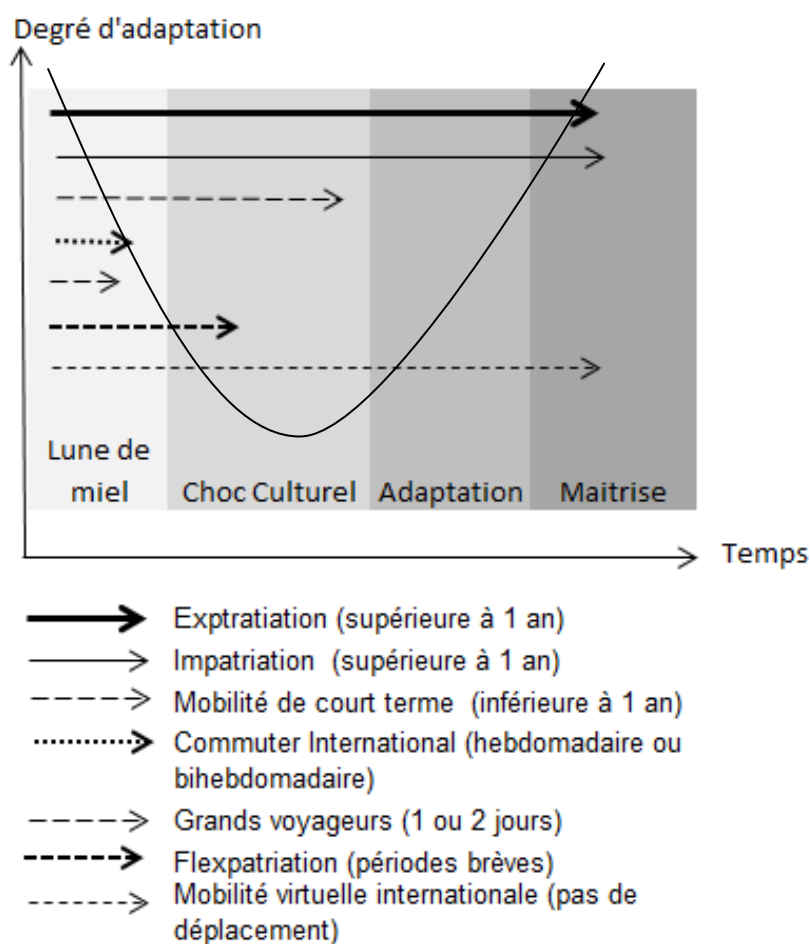 Degré d'adaptation
Lune de
miel
Choc Culturel
Adaptation
Maitrise
Temps
Exptratiation (supérieure à 1 an)
Impatriation (supérieure à 1 an)
Mobilité de court terme (inférieure à 1 an)
Commuter International (hebdomadaire ou
bihebdomadaire)
Grands voyageurs (1 ou 2 jours)
Flexpatriation (périodes brèves)
Mobilité virtuelle internationale (pas de
déplacement)